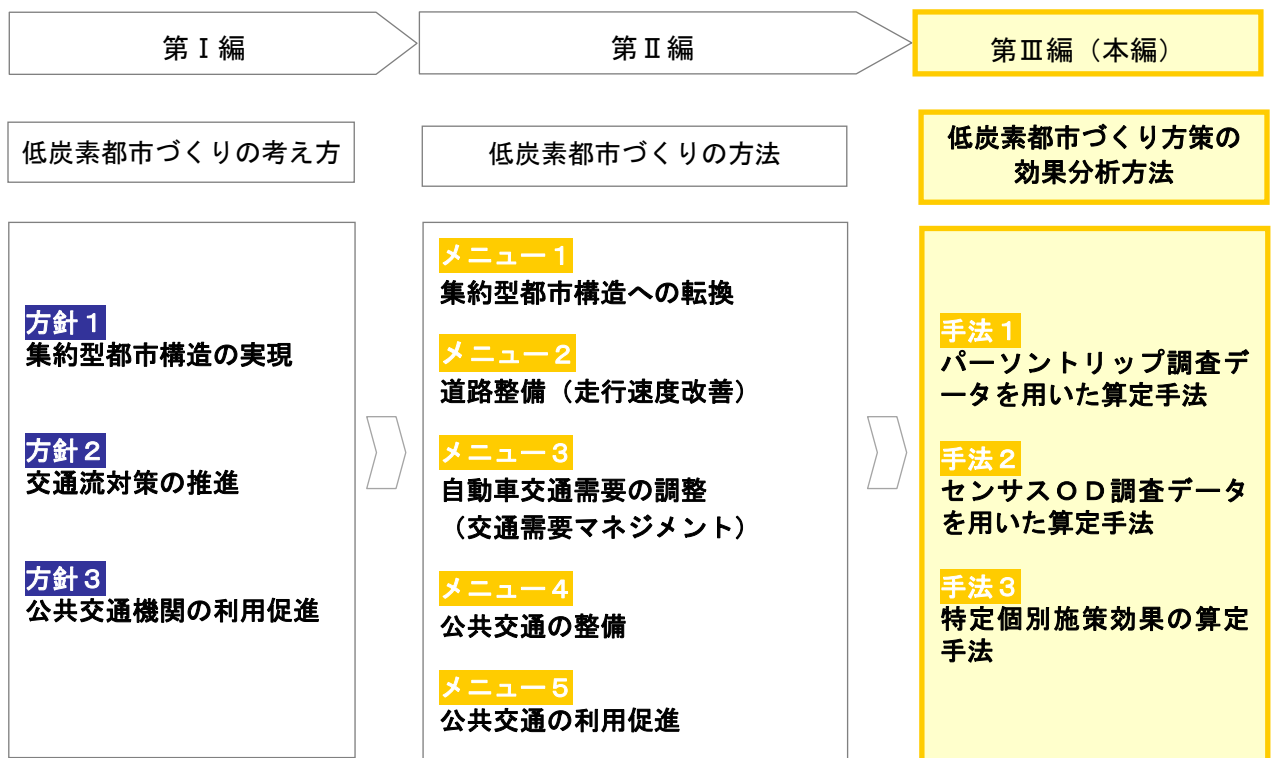 第Ⅰ編
第Ⅱ編
第Ⅲ編（本編）
低炭素都市づくりの考え方
低炭素都市づくりの方法
低炭素都市づくり方策の
効果分析方法
方針１
集約型都市構造の実現
方針２
交通流対策の推進
方針３
公共交通機関の利用促進
メニュー１
集約型都市構造への転換
メニュー２
道路整備（走行速度改善）
メニュー３
自動車交通需要の調整
（交通需要マネジメント）
メニュー４
公共交通の整備
メニュー５
公共交通の利用促進
手法１
パーソントリップ調査デ
ータを用いた算定手法
手法２
センサスＯＤ調査データ
を用いた算定手法
手法３
特定個別施策効果の算定
手法